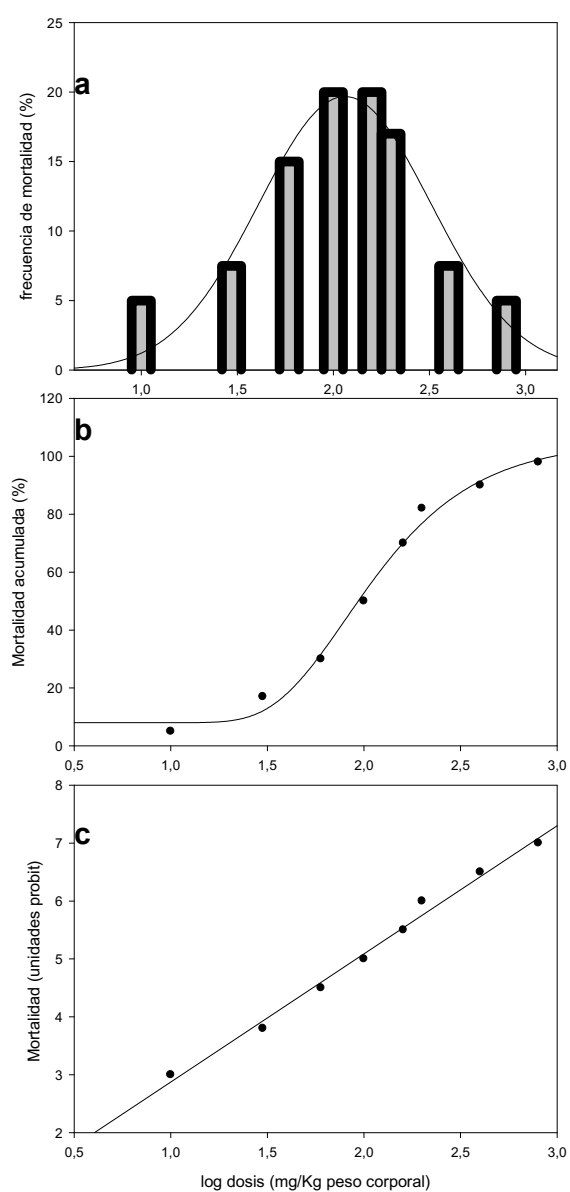 a
frecuencia de mortalidad (%)
25
20
15
10
5
0
1,0 1,5 2,0 2,5 3,0
b
Mortalidad acumulada (%)
120
100
80
60
40
20
0
0,5 1,0 1,5 2,0 2,5 3,0
c
Mortalidad (unidades probit)
8
7
6
5
4
3
2
0,5 1,0 1,5 2,0 2,5 3,0
log dosis (mg/Kg peso corporal)